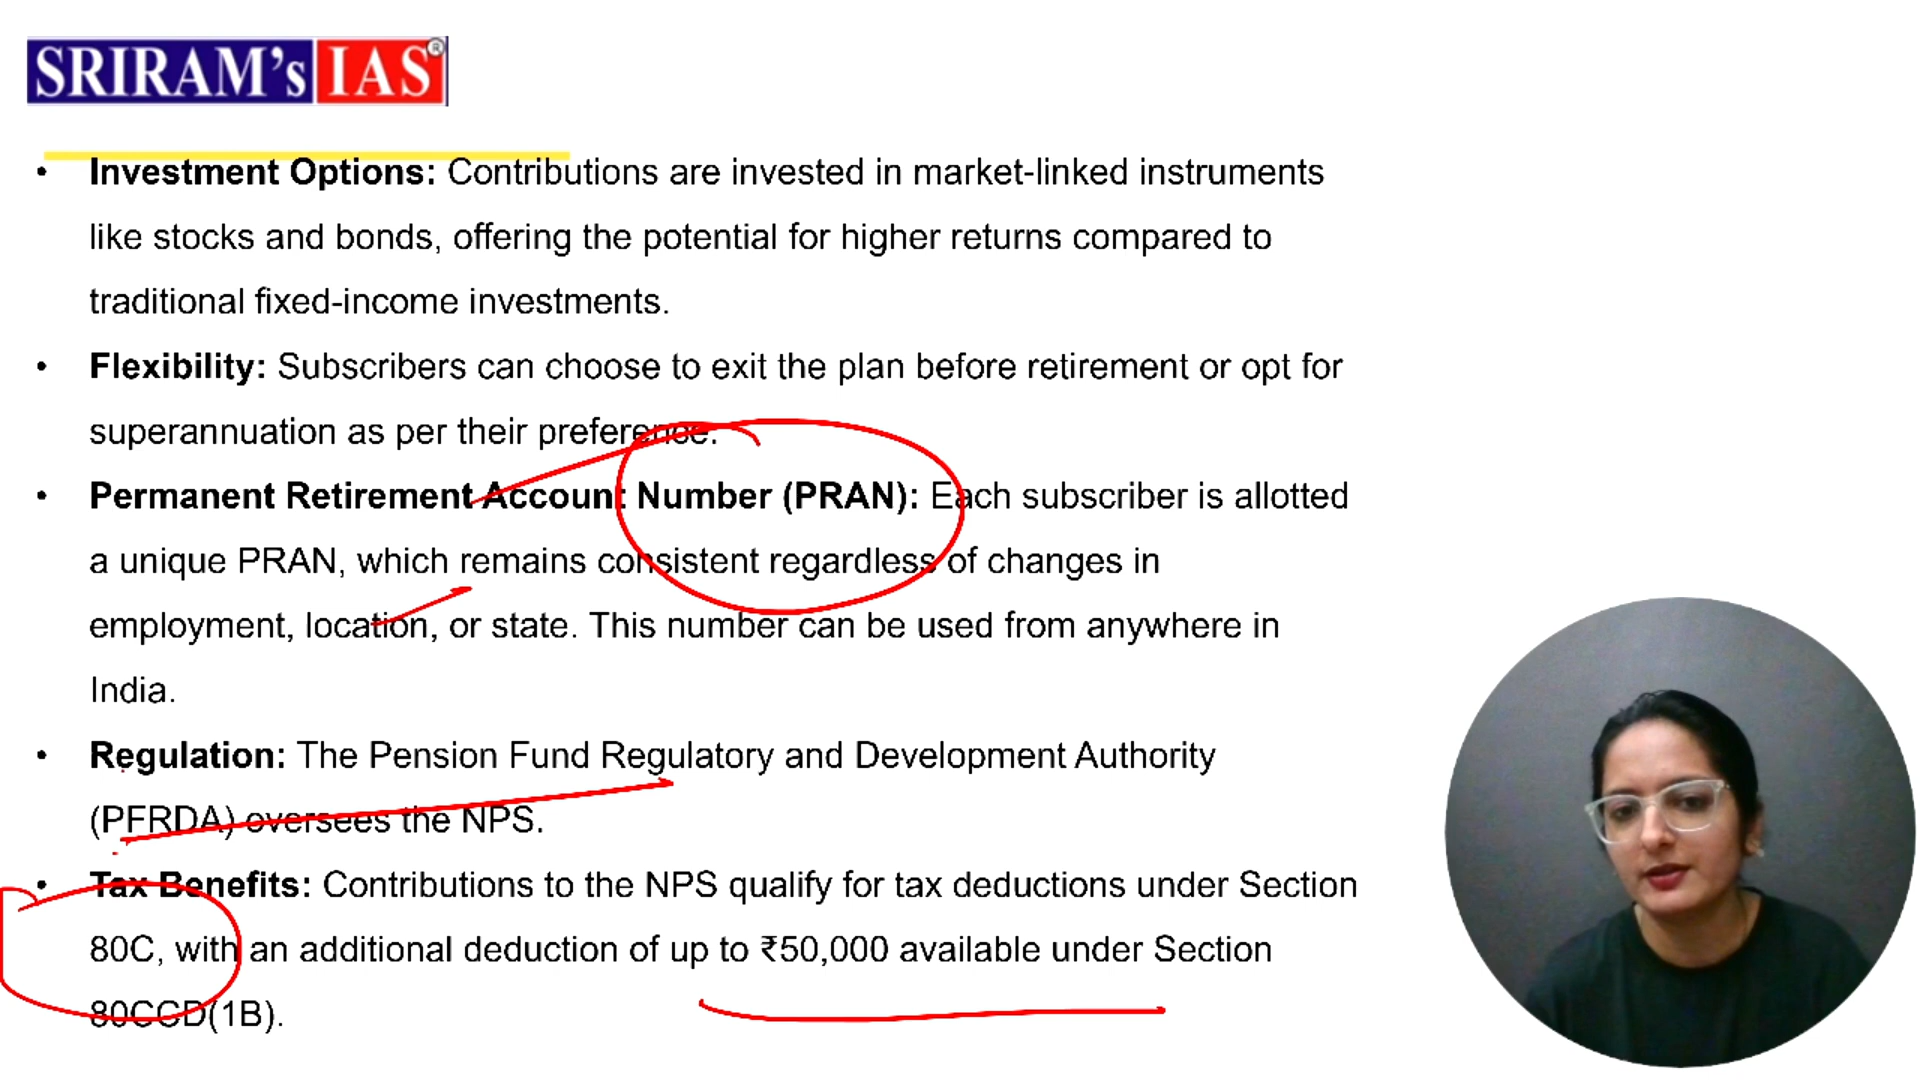 SRIRAM's IAS®
• Investment Options: Contributions are invested in market-linked instruments
like stocks and bonds, offering the potential for higher returns compared to
traditional fixed-income investments.
• Flexibility: Subscribers can choose to exit the plan before retirement or opt for
superannuation as per their preference.
• Permanent Retirement Account Number (PRAN): Each subscriber is allotted
a unique PRAN, which remains consistent regardless of changes in
employment, location, or state. This number can be used from anywhere in
India.
• Regulation: The Pension Fund Regulatory and Development Authority
(PFRDA) oversees the NPS.
• Tax Benefits: Contributions to the NPS qualify for tax deductions under Section
80C, with an additional deduction of up to ₹50,000 available under Section
80CCD(1B).